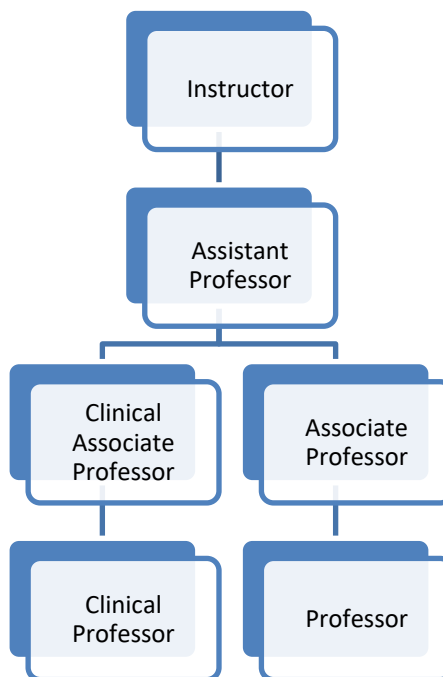 Instructor
Assistant
Professor
Clinical
Associate
Professor
Associate
Professor
Clinical
Professor
Professor